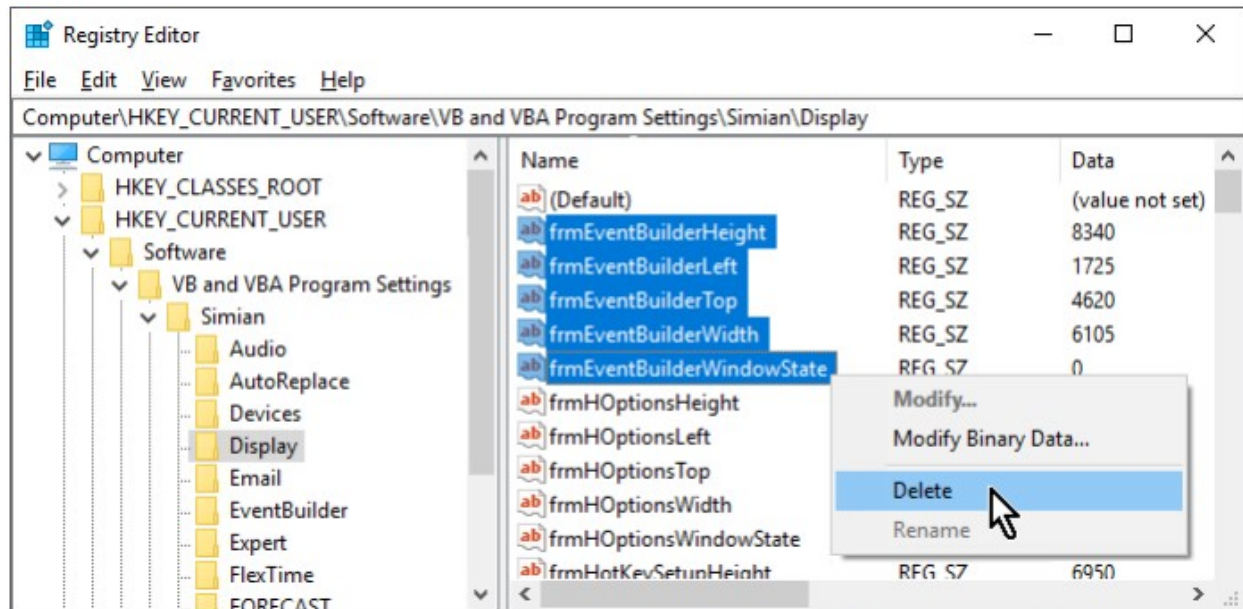 Registry Editor
File Edit View Favorites Help
Computer\HKEY_CURRENT_USER\Software\VB and VBA Program Settings\Simian\Display
Computer
HKEY_CLASSES_ROOT
HKEY_CURRENT_USER
Software
VB and VBA Program Settings
Simian
Audio
AutoReplace
Devices
Display
Email
EventBuilder
Expert
FlexTime
FORECAST
Name Type Data
(Default) REG_SZ (value not set)
frmEventBuilderHeight REG_SZ 8340
frmEventBuilderLeft REG_SZ 1725
frmEventBuilderTop REG_SZ 4620
frmEventBuilderWidth REG_SZ 6105
frmEventBuilderWindowState REG_SZ 0
frmHOptionsHeight
frmHOptionsLeft
frmHOptionsTop
frmHOptionsWidth
frmHOptionsWindowState
frmHotKeySetupHeight REG_SZ 6950
Modify...
Modify Binary Data...
Delete
Rename